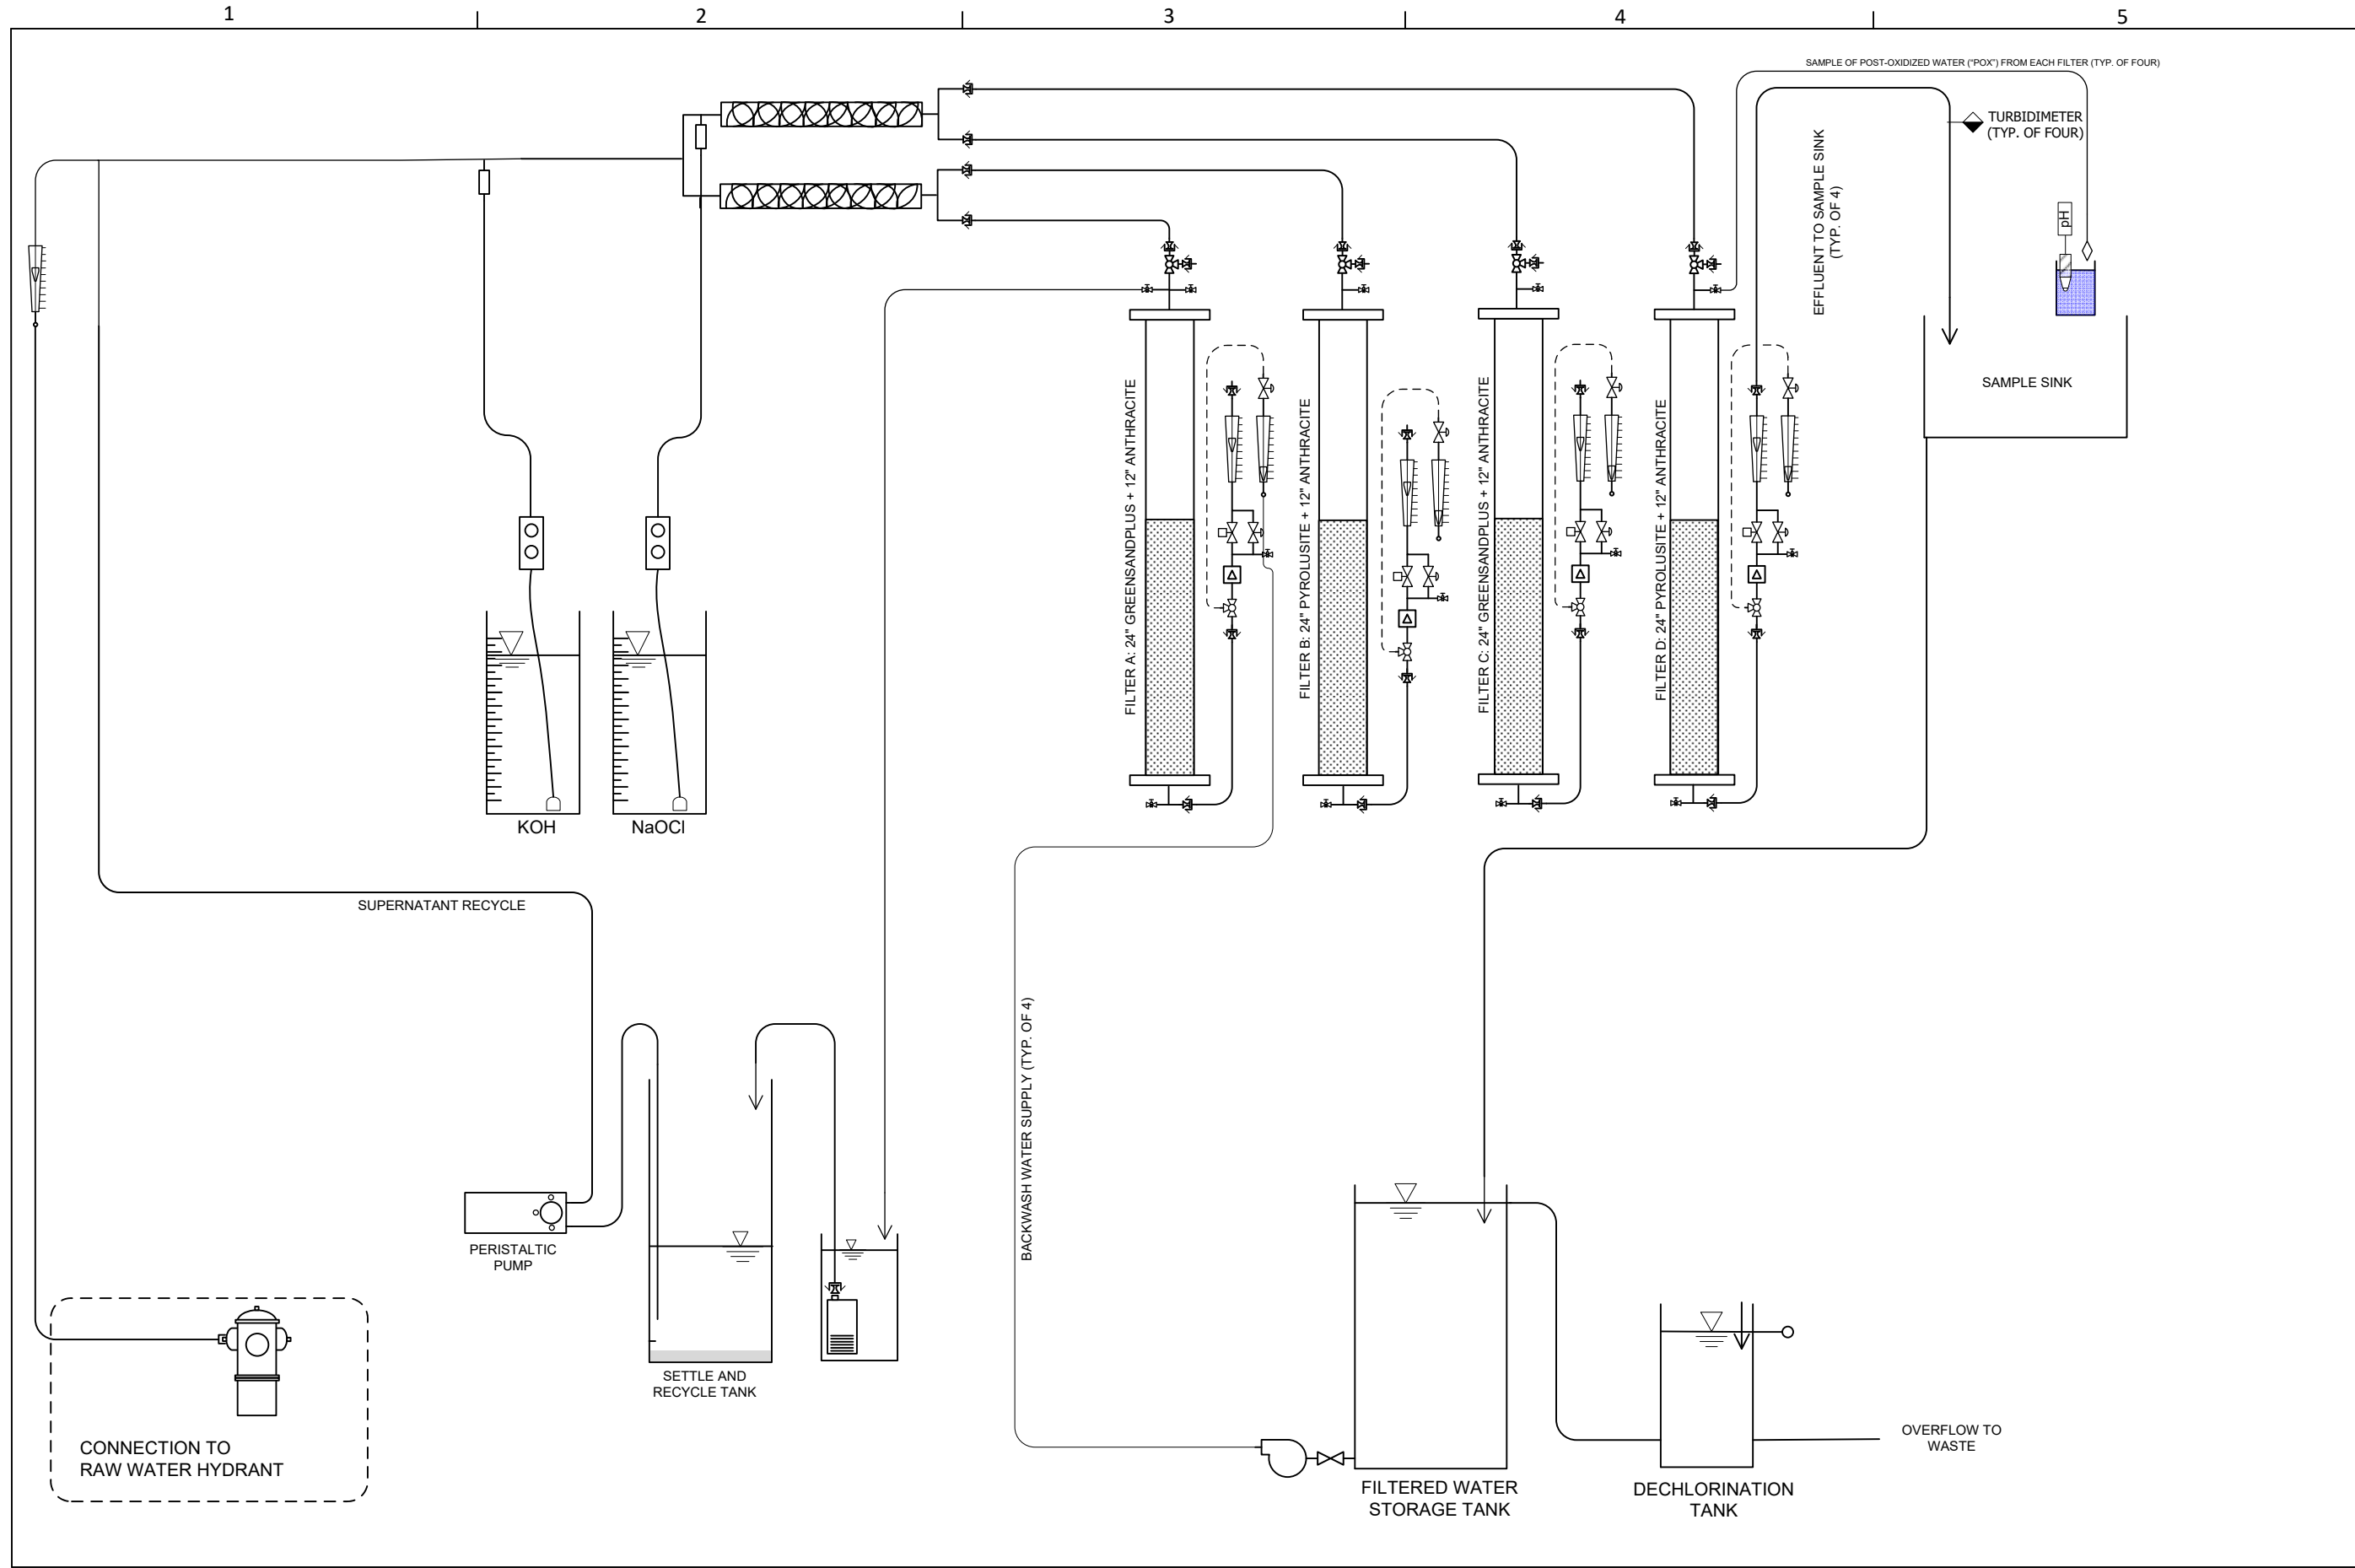 1
2
3
4
5
SAMPLE OF POST-OXIDIZED WATER ("POX") FROM EACH FILTER (TYP. OF FOUR)
TURBIDIMETER
(TYP. OF FOUR)
EFFLUENT TO SAMPLE SINK
(TYP. OF 4)
pH
SAMPLE SINK
FILTER A: 24" GREENSANDPLUS + 12" ANTHRACITE
FILTER B: 24" PYROLUSITE + 12" ANTHRACITE
FILTER C: 24" GREENSANDPLUS + 12" ANTHRACITE
FILTER D: 24" PYROLUSITE + 12" ANTHRACITE
KOH
NaOCl
SUPERNATANT RECYCLE
BACKWASH WATER SUPPLY (TYP. OF 4)
PERISTALTIC
PUMP
SETTLE AND
RECYCLE TANK
CONNECTION TO
RAW WATER HYDRANT
FILTERED WATER
STORAGE TANK
DECHLORINATION
TANK
OVERFLOW TO
WASTE